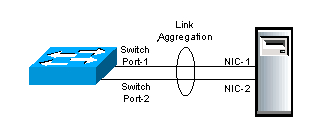 Link
Aggregation
Switch
Port-1
NIC-1
Switch
Port-2
NIC-2